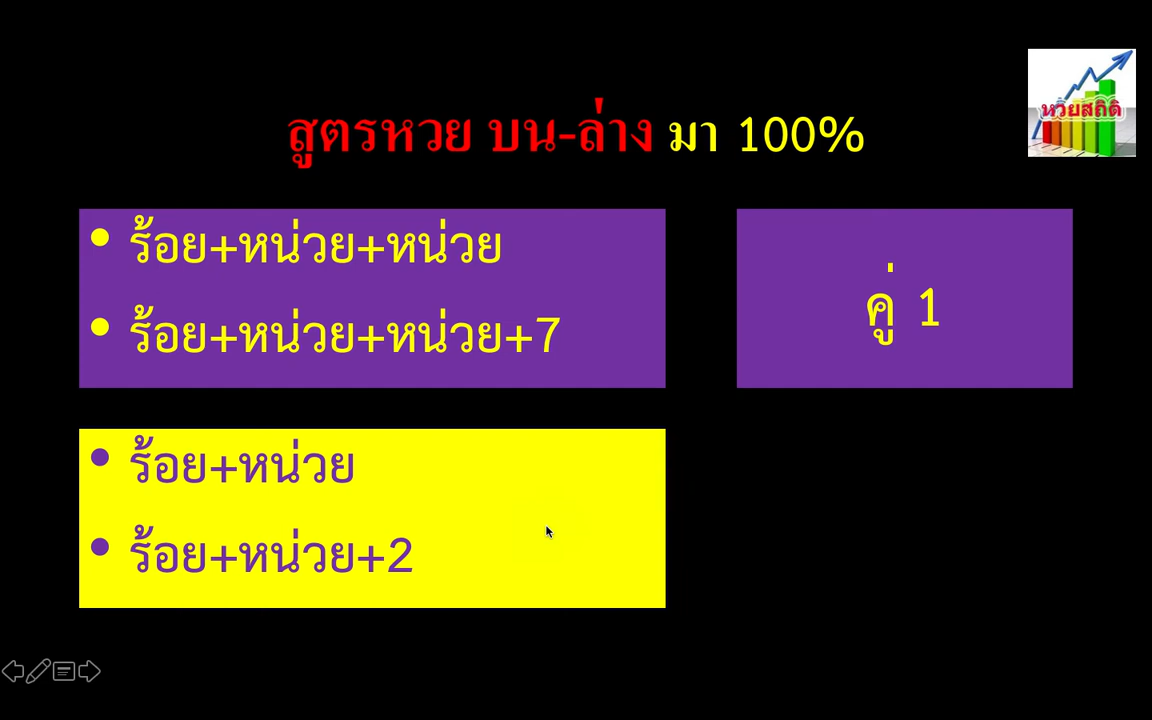 หวยสถิติ
สูตรหวย บน-ล่าง มา 100%
• ร้อย+หน่วย+หน่วย
• ร้อย+หน่วย+หน่วย+7
คู่ 1
• ร้อย+หน่วย
• ร้อย+หน่วย+2